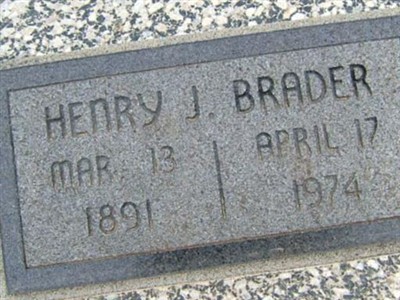 HENRY J. BRADER
MAR. 13 APRIL 17
1891 1974